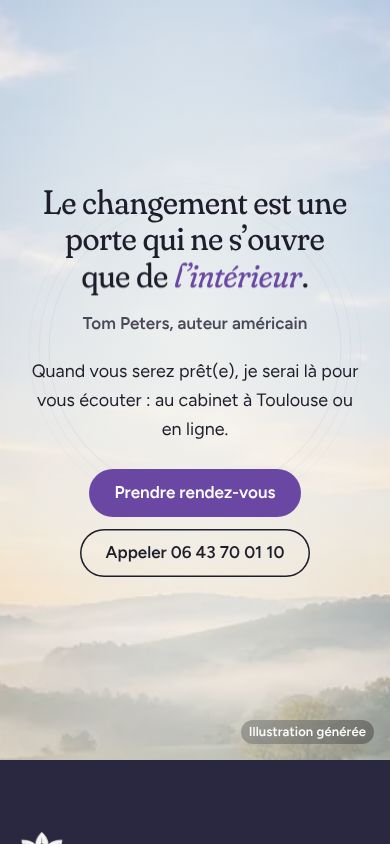 Le changement est une
porte qui ne s’ouvre
que de l’intérieur.
Tom Peters, auteur américain
Quand vous serez prêt(e), je serai là pour
vous écouter : au cabinet à Toulouse ou
en ligne.
Prendre rendez-vous
Appeler 06 43 70 01 10
Illustration générée